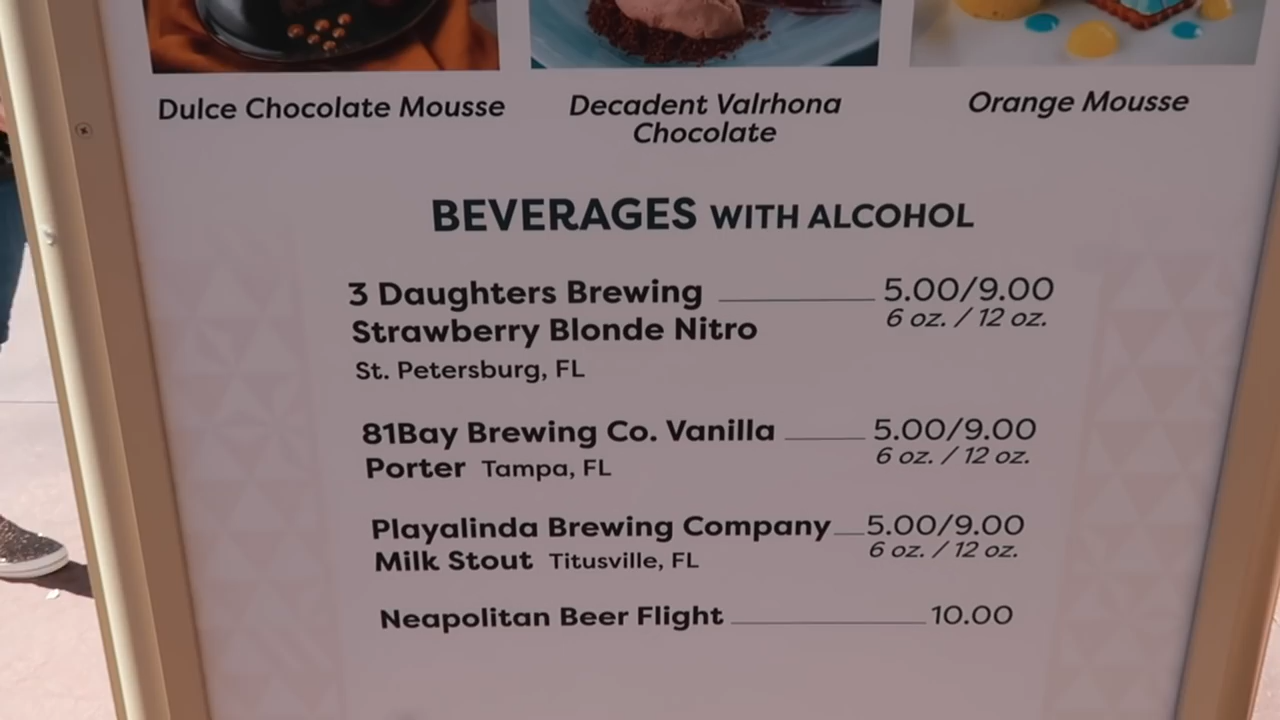 Dulce Chocolate Mousse
Decadent Valrhona
Chocolate
Orange Mousse
BEVERAGES WITH ALCOHOL
3 Daughters Brewing 5.00/9.00
Strawberry Blonde Nitro 6 oz. / 12 oz.
St. Petersburg, FL
81Bay Brewing Co. Vanilla 5.00/9.00
Porter Tampa, FL 6 oz. / 12 oz.
Playalinda Brewing Company 5.00/9.00
Milk Stout Titusville, FL 6 oz. / 12 oz.
Neapolitan Beer Flight 10.00